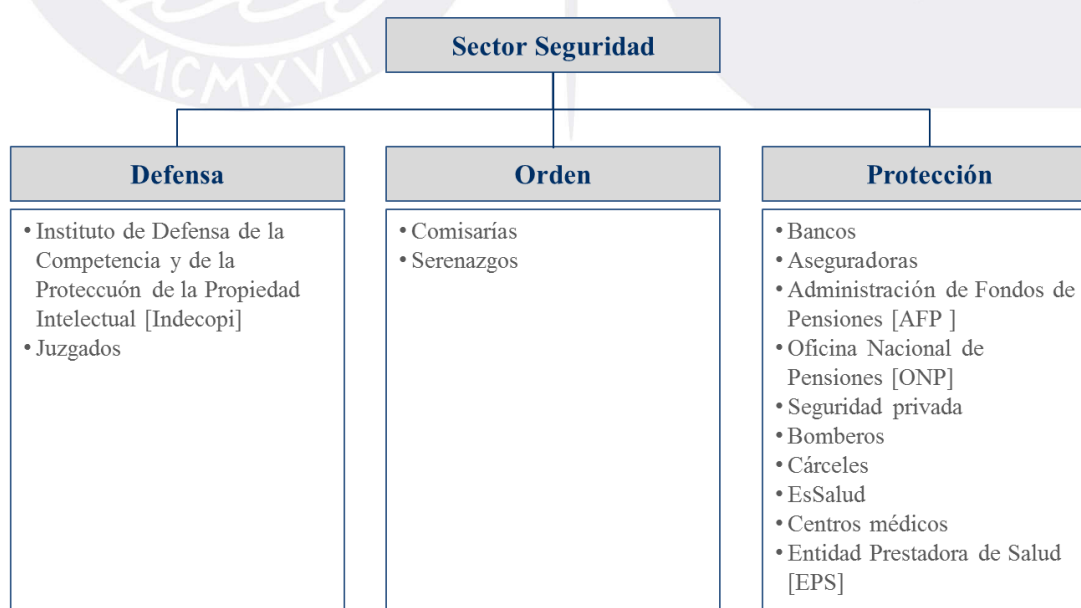 MCMXVII
Sector Seguridad
Defensa
• Instituto de Defensa de la
Competencia y de la
Proteccuón de la Propiedad
Intelectual [Indecopi]
• Juzgados
Orden
• Comisarías
• Serenazgos
Protección
• Bancos
• Aseguradoras
• Administración de Fondos de
Pensiones [AFP ]
• Oficina Nacional de
Pensiones [ONP]
• Seguridad privada
• Bomberos
• Cárceles
• EsSalud
• Centros médicos
• Entidad Prestadora de Salud
[EPS]